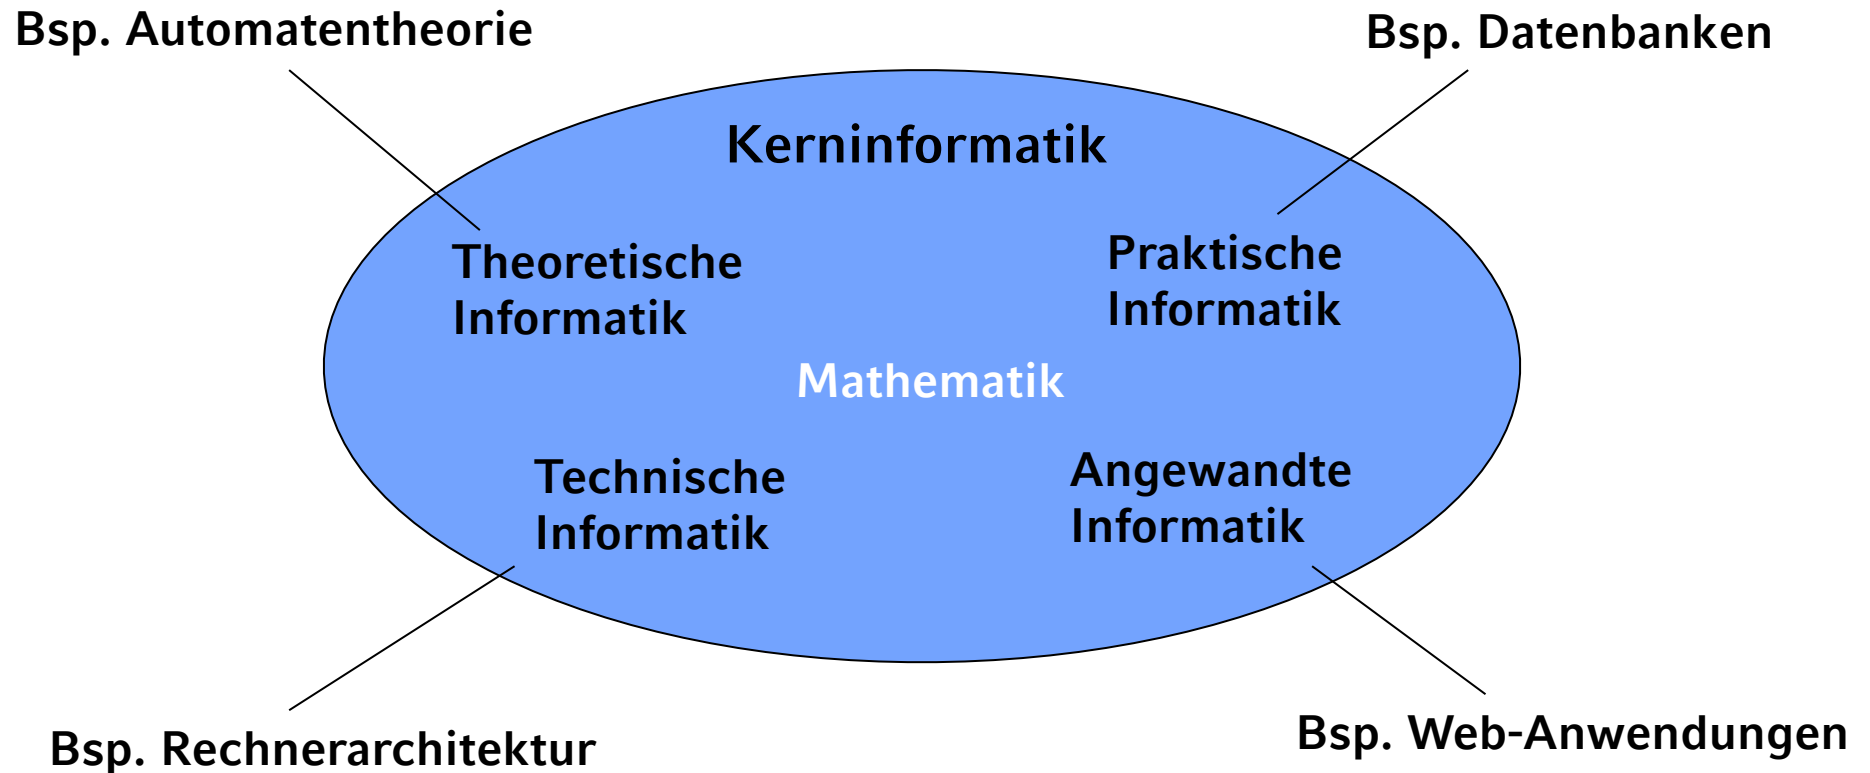 Bsp. Automatentheorie
Bsp. Datenbanken
Kerninformatik
Theoretische
Informatik
Praktische
Informatik
Mathematik
Technische
Informatik
Angewandte
Informatik
Bsp. Rechnerarchitektur
Bsp. Web-Anwendungen